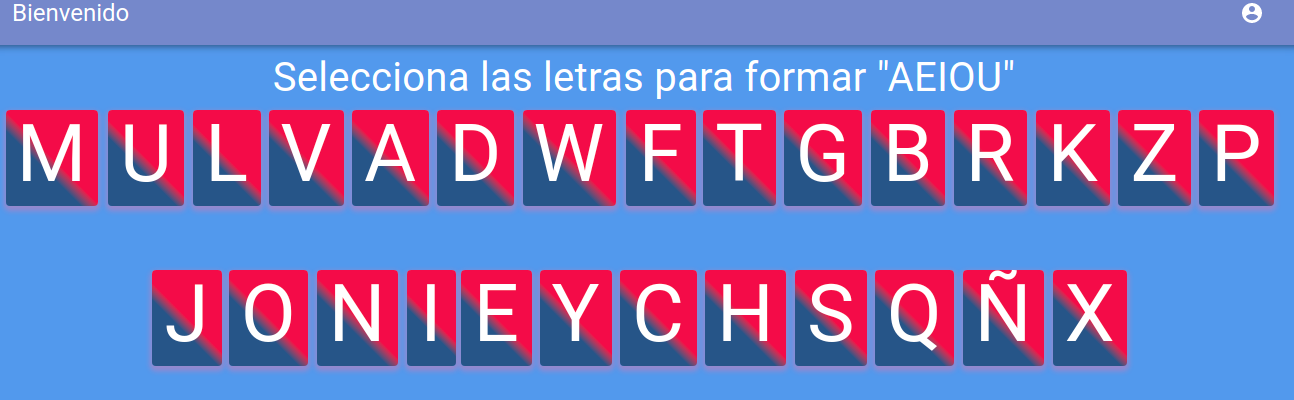 Bienvenido
Selecciona las letras para formar "AEIOU"
M U L V A D W F T G B R K Z P
J O N I E Y C H S Q Ñ X